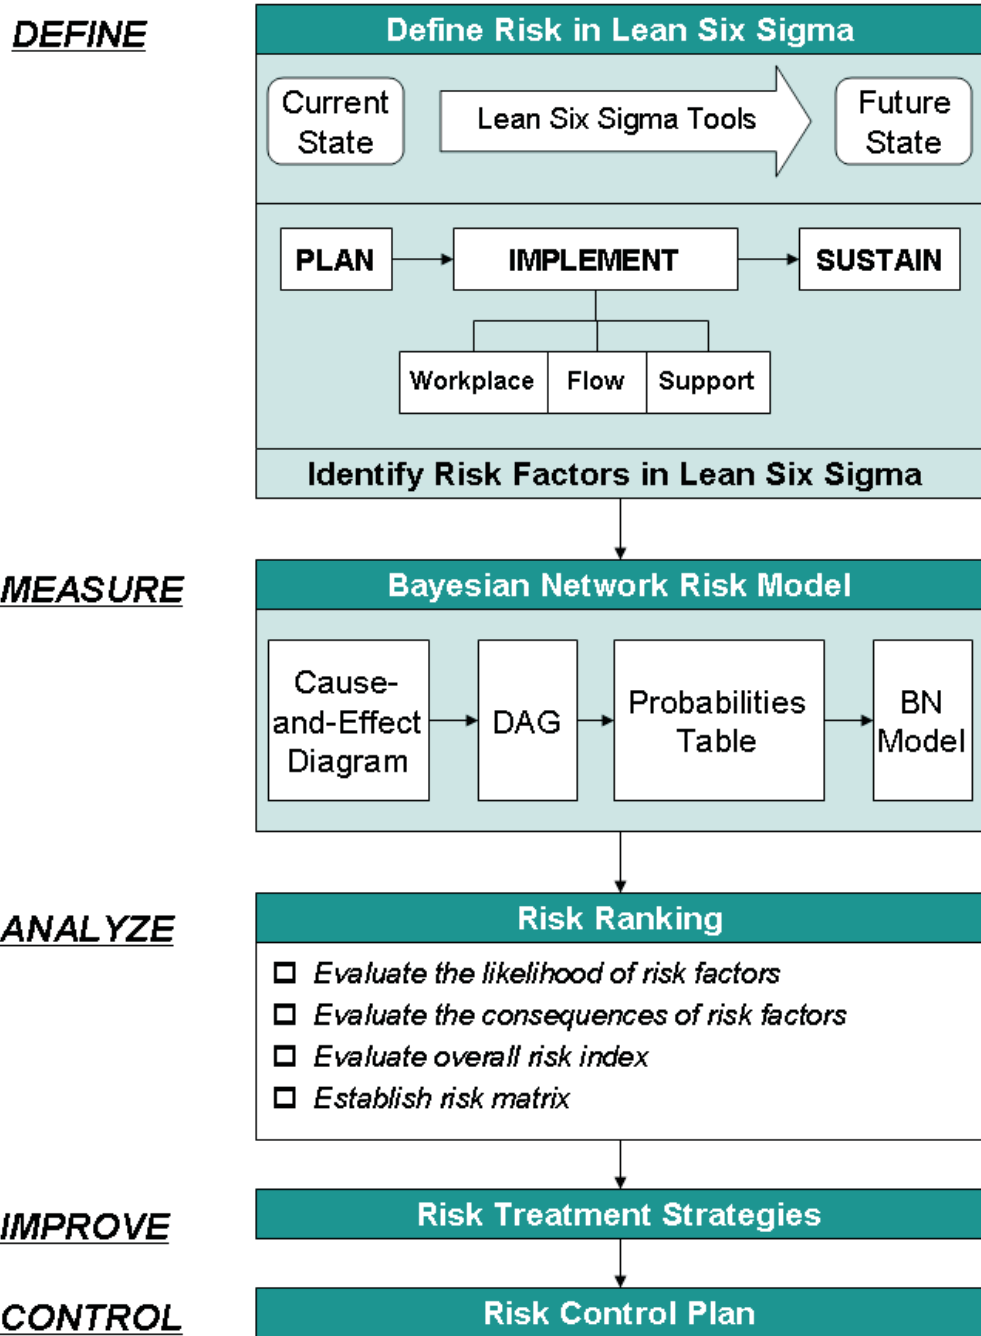 DEFINE
Define Risk in Lean Six Sigma
Current
State
Lean Six Sigma Tools
Future
State
PLAN
IMPLEMENT
SUSTAIN
Workplace
Flow
Support
Identify Risk Factors in Lean Six Sigma
MEASURE
Bayesian Network Risk Model
Cause-
and-Effect
Diagram
DAG
Probabilities
Table
BN
Model
ANALYZE
Risk Ranking
Evaluate the likelihood of risk factors
Evaluate the consequences of risk factors
Evaluate overall risk index
Establish risk matrix
IMPROVE
Risk Treatment Strategies
CONTROL
Risk Control Plan